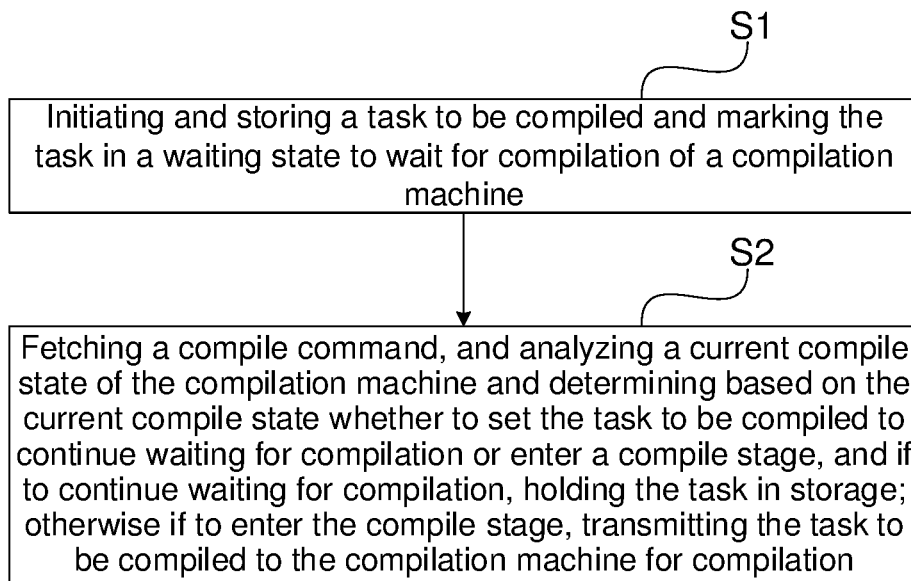 S1
Initiating and storing a task to be compiled and marking the
task in a waiting state to wait for compilation of a compilation
machine
S2
Fetching a compile command, and analyzing a current compile
state of the compilation machine and determining based on the
current compile state whether to set the task to be compiled to
continue waiting for compilation or enter a compile stage, and if
to continue waiting for compilation, holding the task in storage;
otherwise if to enter the compile stage, transmitting the task to
be compiled to the compilation machine for compilation